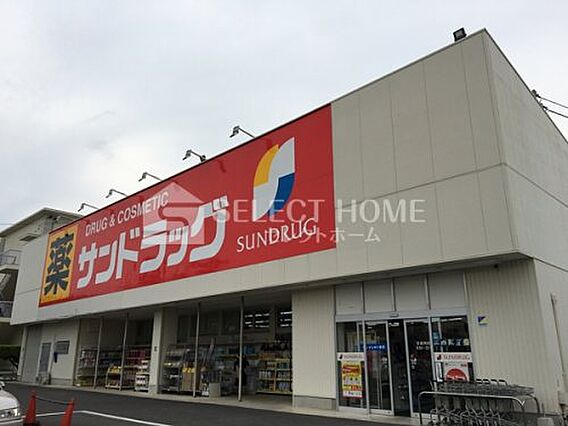 薬
DRUG & COSMETIC
サンドラッグ
SUNDRUG
SELECT HOME
セレクトホーム
SUNDRUG